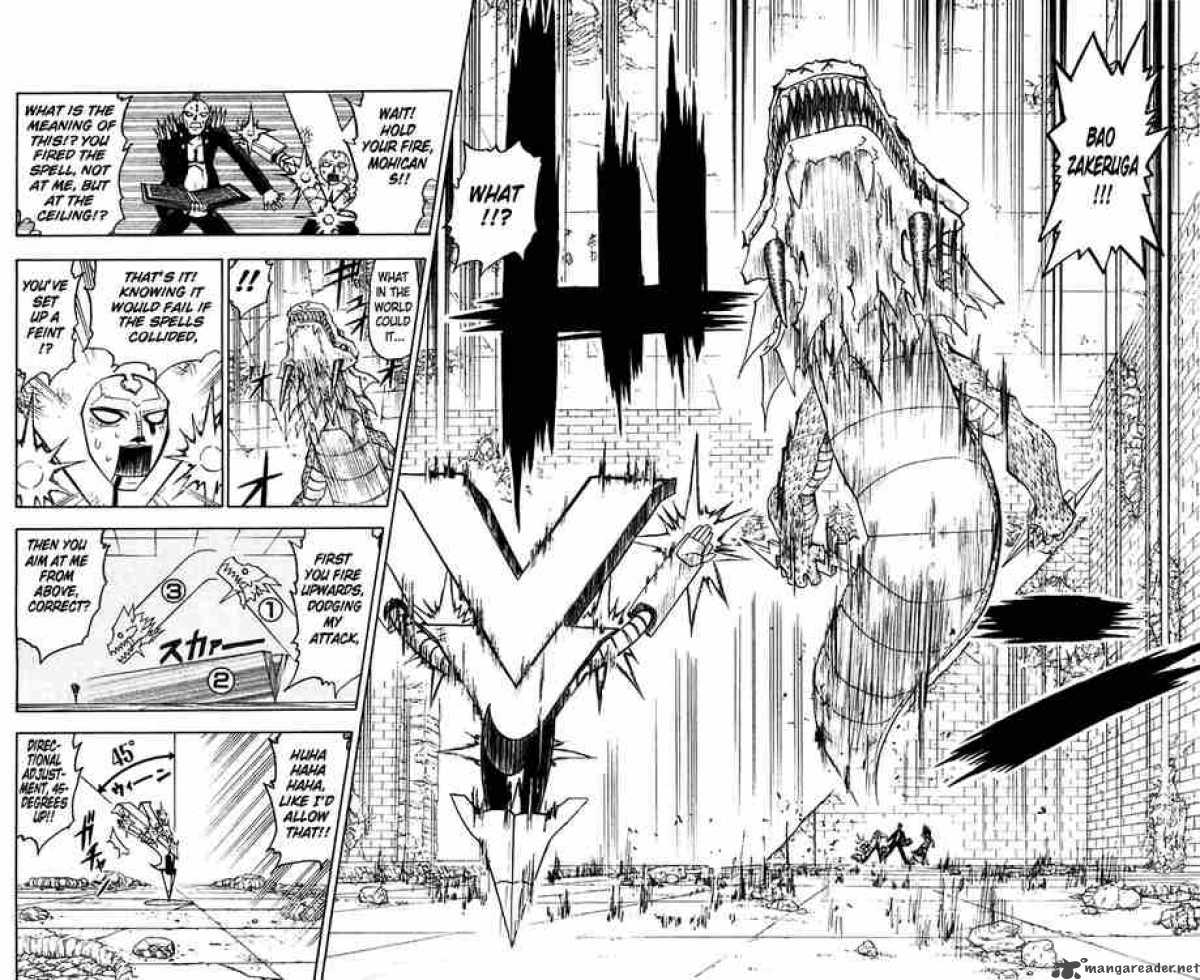 BAO
ZAKERUGA
!!!
WHAT
!!?
WAIT!
HOLD
YOUR FIRE,
MOHICAN
S!!
WHAT IS THE
MEANING OF
THIS!? YOU
FIRED THE
SPELL, NOT
AT ME, BUT
AT THE
CEILING!?
WHAT
IN THE
WORLD
COULD
IT...
!!
THAT'S IT!
KNOWING IT
WOULD FAIL IF
THE SPELLS
COLLIDED,
YOU'VE
SET
UP A
FEINT
!?
FIRST
YOU FIRE
UPWARDS,
DODGING
MY
ATTACK,
THEN YOU
AIM AT ME
FROM
ABOVE,
CORRECT?
①
②
③
スカァー
HUHA
HAHA
HAHA,
LIKE I'D
ALLOW
THAT!!
DIREC-
TIONAL
ADJUST-
MENT, 45-
DEGREES
UP!!
45°
ウィーン
ガチャ
mangareader.net